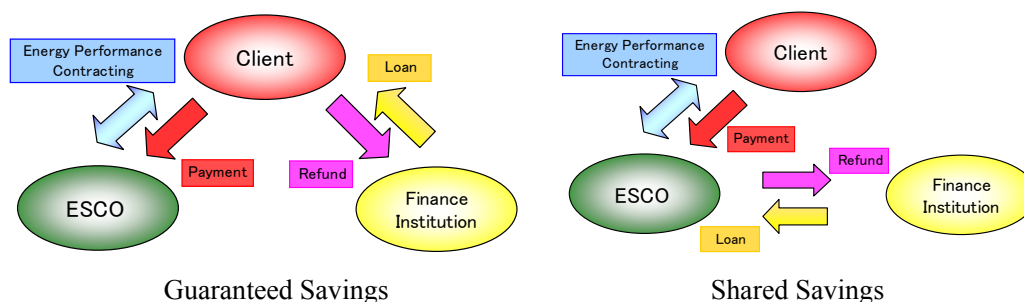 Energy Performance
Contracting
Client
Loan
Payment
Refund
ESCO
Finance
Institution
Guaranteed Savings
Energy Performance
Contracting
Client
Payment
Refund
ESCO
Finance
Institution
Loan
Shared Savings